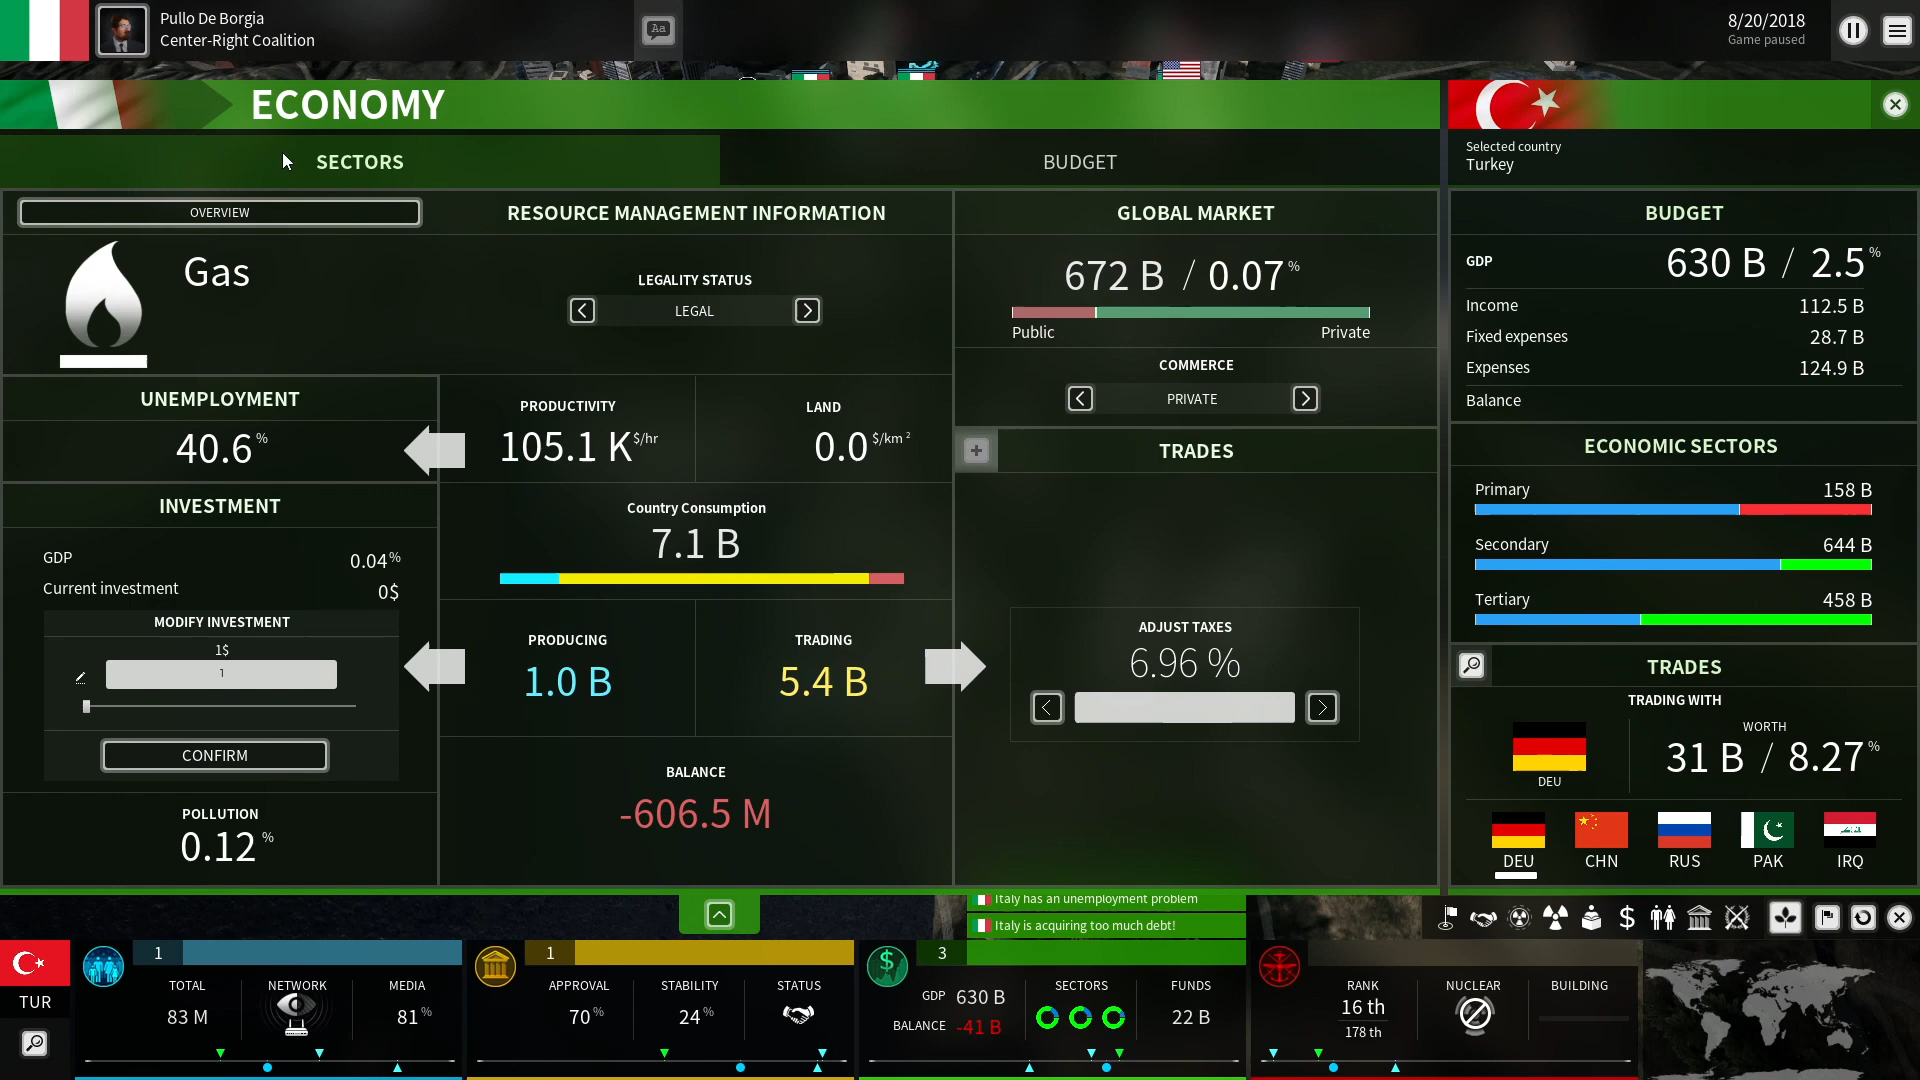 Pullo De Borgia
Center-Right Coalition
Aa
8/20/2018
Game paused
ECONOMY
SECTORS
BUDGET
Selected country
Turkey
OVERVIEW
Gas
RESOURCE MANAGEMENT INFORMATION
LEGALITY STATUS
LEGAL
GLOBAL MARKET
672 B / 0.07 %
Public
Private
COMMERCE
PRIVATE
UNEMPLOYMENT
40.6 %
PRODUCTIVITY
105.1 K $/hr
LAND
0.0 $/km 2
Country Consumption
7.1 B
INVESTMENT
GDP
0.04 %
Current investment
0$
MODIFY INVESTMENT
1$
1
CONFIRM
POLLUTION
0.12 %
PRODUCING
1.0 B
TRADING
5.4 B
BALANCE
-606.5 M
TRADES
ADJUST TAXES
6.96 %
BUDGET
GDP
630 B / 2.5 %
Income
112.5 B
Fixed expenses
28.7 B
Expenses
124.9 B
Balance
ECONOMIC SECTORS
Primary
158 B
Secondary
644 B
Tertiary
458 B
TRADES
TRADING WITH
DEU
WORTH
31 B / 8.27 %
DEU
CHN
RUS
PAK
IRQ
Italy has an unemployment problem
Italy is acquiring too much debt!
TUR
1
TOTAL
83 M
NETWORK
MEDIA
81 %
1
APPROVAL
70 %
STABILITY
24 %
STATUS
3
GDP 630 B
BALANCE -41 B
SECTORS
FUNDS
22 B
RANK
16 th
178 th
NUCLEAR
BUILDING